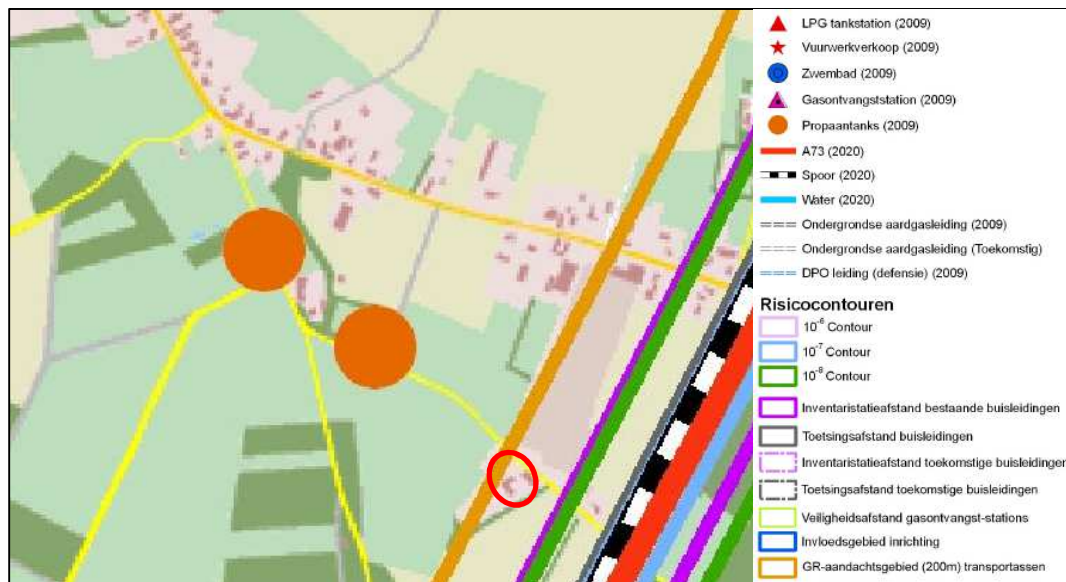 LPG tankstation (2009)
Vuurwerkverkoop (2009)
Zwembad (2009)
Gasontvangststation (2009)
Propaantanks (2009)
A73 (2020)
Spoor (2020)
Water (2020)
Ondergrondse aardgasleiding (2009)
Ondergrondse aardgasleiding (Toekomstig)
DPO leiding (defensie) (2009)
Risicocontouren
10⁻⁶ Contour
10⁻⁷ Contour
10⁻⁸ Contour
Inventaristatieafstand bestaande buisleidingen
Toetsingsafstand buisleidingen
Inventaristatieafstand toekomstige buisleidingen
Toetsingsafstand toekomstige buisleidingen
Veiligheidsafstand gasontvangst-stations
Invloedsgebied inrichting
GR-aandachtsgebied (200m) transportassen